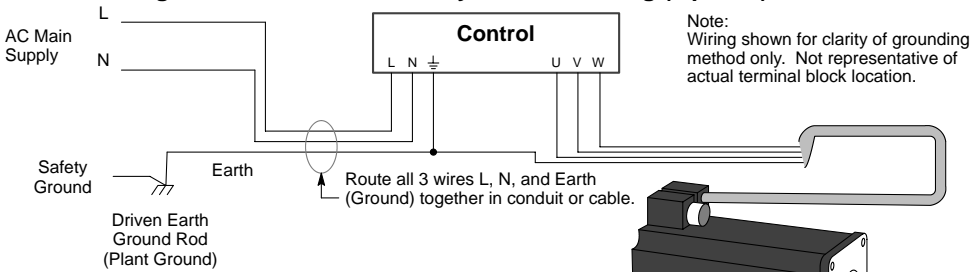 L
AC Main
Supply
N
Control
L N U V W
Note:
Wiring shown for clarity of grounding
method only. Not representative of
actual terminal block location.
Safety
Ground
Earth
Route all 3 wires L, N, and Earth
(Ground) together in conduit or cable.
Driven Earth
Ground Rod
(Plant Ground)